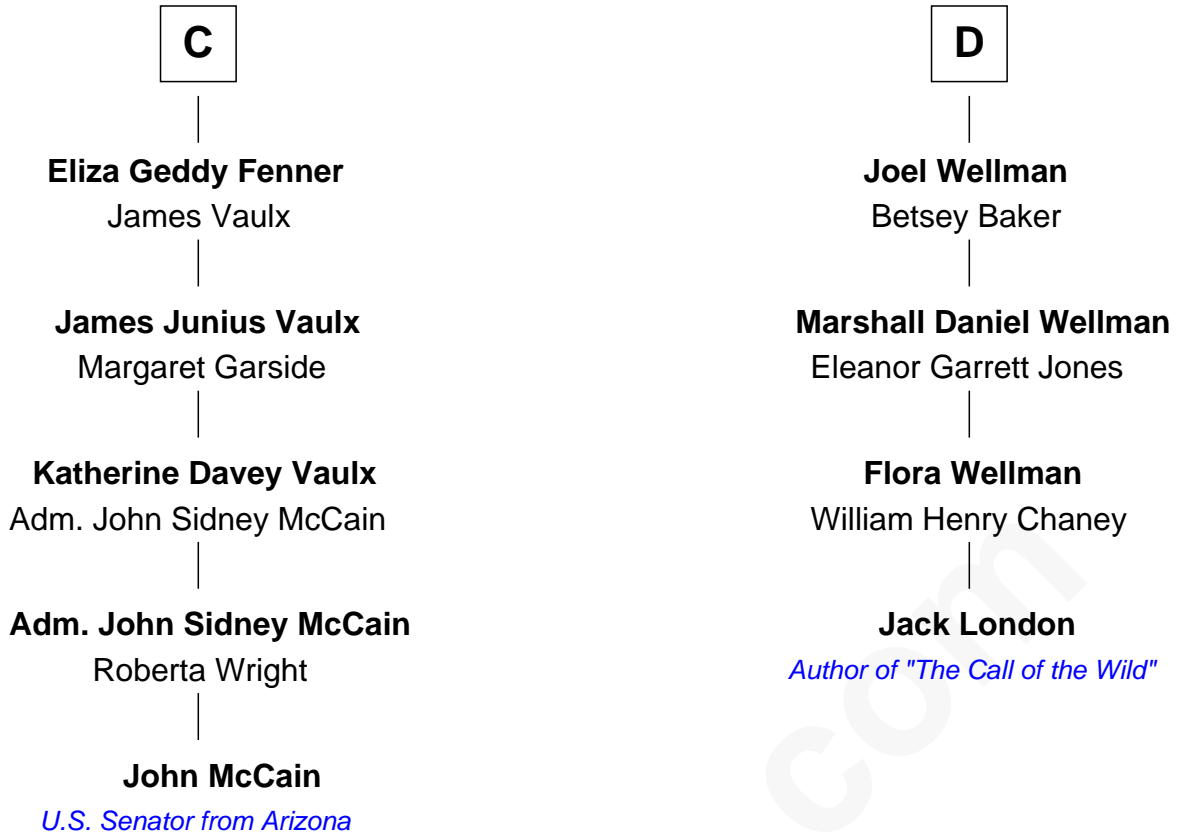 C
Eliza Geddy Fenner
James Vaulx
James Junius Vaulx
Margaret Garside
Katherine Davey Vaulx
Adm. John Sidney McCain
Adm. John Sidney McCain
Roberta Wright
John McCain
U.S. Senator from Arizona
D
Joel Wellman
Betsey Baker
Marshall Daniel Wellman
Eleanor Garrett Jones
Flora Wellman
William Henry Chaney
Jack London
Author of "The Call of the Wild"
com